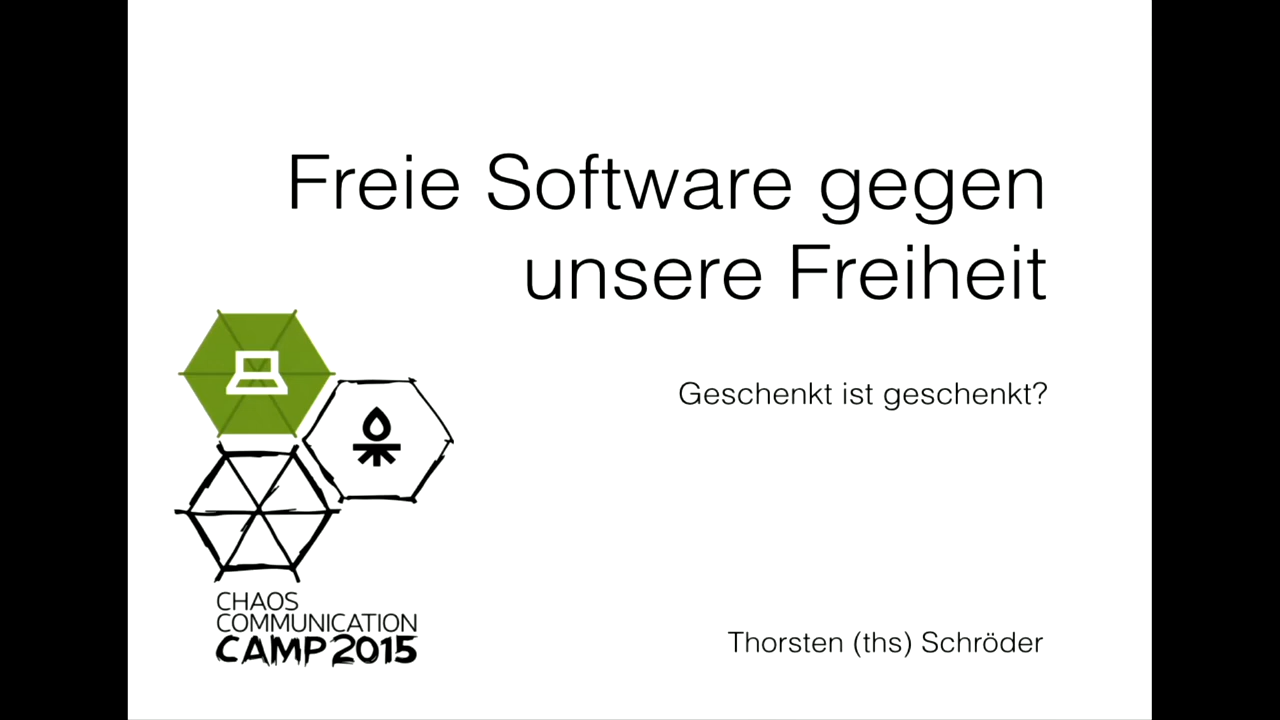 Freie Software gegen
unsere Freiheit
Geschenkt ist geschenkt?
CHAOS
COMMUNICATION
CAMP 2015
Thorsten (ths) Schröder